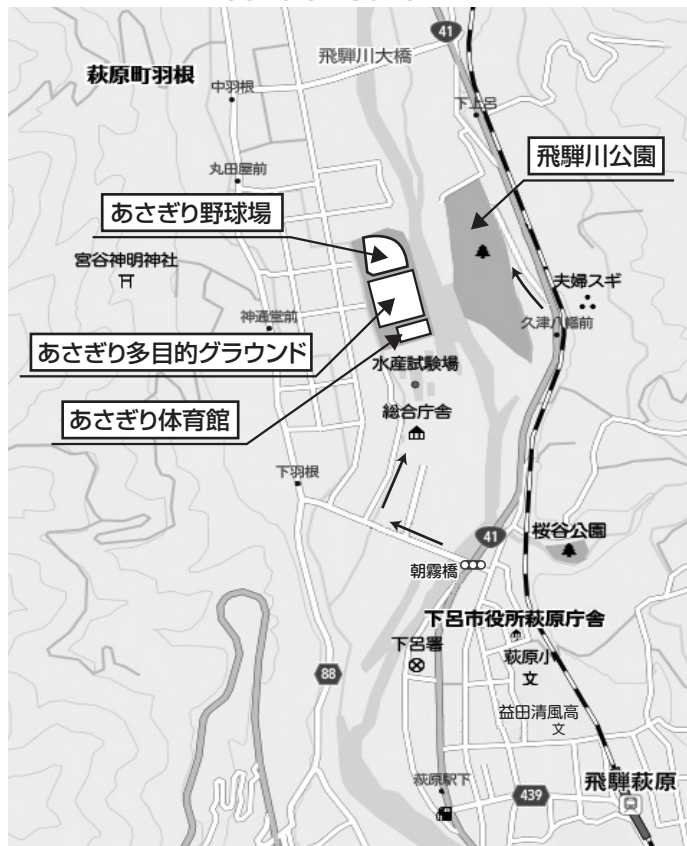 41
飛騨川大橋
萩原町羽根
中羽根
下上呂
飛騨川公園
丸田屋前
あさぎり野球場
宮谷神明神社
夫婦スギ
神通堂前
久津八幡前
あさぎり多目的グラウンド
水産試験場
あさぎり体育館
総合庁舎
下羽根
41
桜谷公園
朝霧橋
下呂市役所萩原庁舎
下呂署
萩原小
文
88
益田清風高
文
萩原駅下
439
飛騨萩原